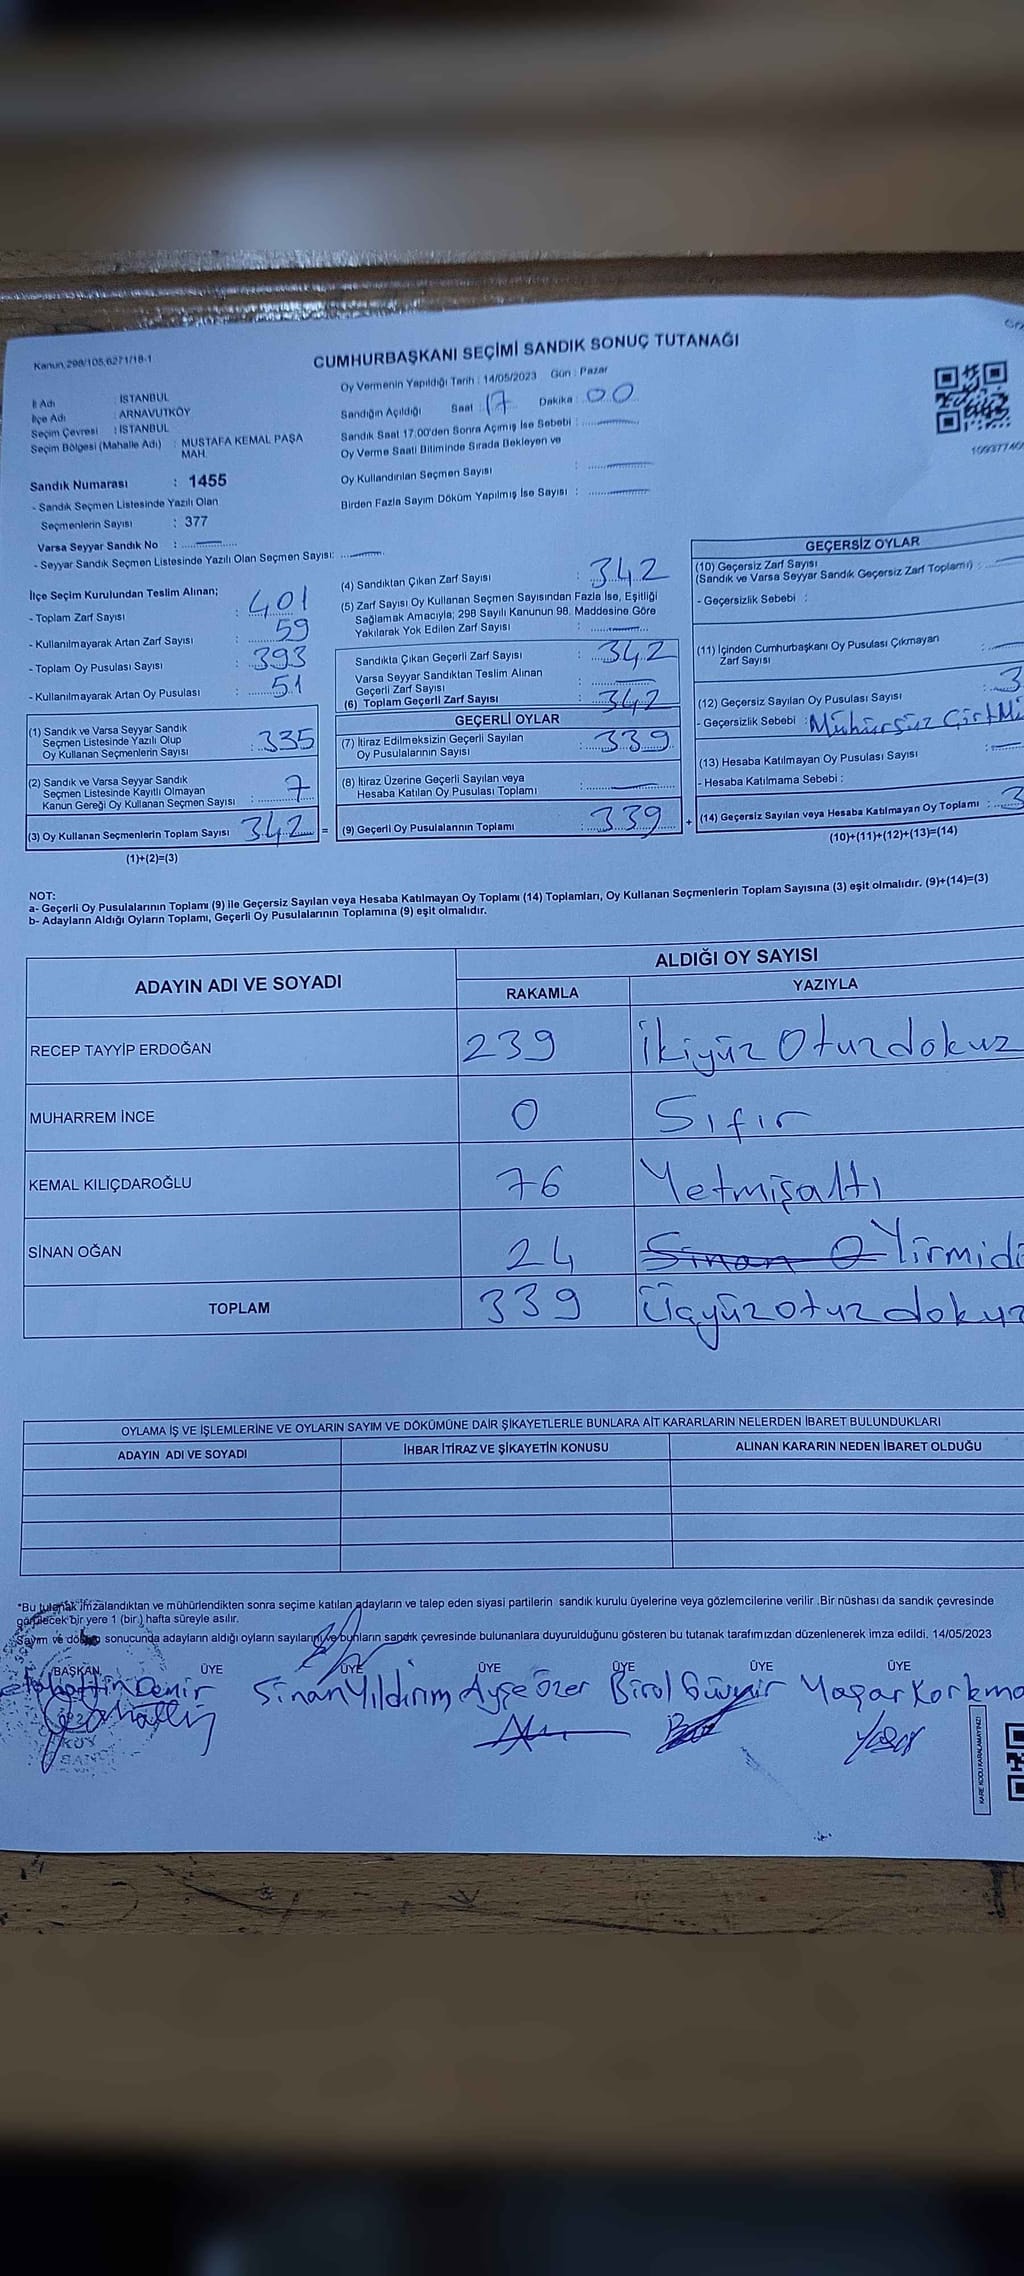 Kanun,298/105,6271/18-1
CUMHURBAŞKANI SEÇİMİ SANDIK SONUÇ TUTANAĞI
İl Adı : İSTANBUL
İlçe Adı : ARNAVUTKÖY
Seçim Çevresi : İSTANBUL
Seçim Bölgesi (Mahalle Adı) : MUSTAFA KEMAL PAŞA
MAH.
Sandık Numarası : 1455
- Sandık Seçmen Listesinde Yazılı Olan
Seçmenlerin Sayısı : 377
Varsa Seyyar Sandık No :
- Seyyar Sandık Seçmen Listesinde Yazılı Olan Seçmen Sayısı:
Oy Vermenin Yapıldığı Tarih : 14/05/2023 Gün : Pazar
Sandığın Açıldığı Saat : 17 Dakika : 00
Sandık Saat 17:00'den Sonra Açımış İse Sebebi :
Oy Verme Saati Bitiminde Sırada Bekleyen ve
Oy Kullandırılan Seçmen Sayısı :
Birden Fazla Sayım Döküm Yapılmış İse Sayısı :
İlçe Seçim Kurulundan Teslim Alınan;
- Toplam Zarf Sayısı : 401
- Kullanılmayarak Artan Zarf Sayısı : 59
- Toplam Oy Pusulası Sayısı : 393
- Kullanılmayarak Artan Oy Pusulası : 51
(1) Sandık ve Varsa Seyyar Sandık
Seçmen Listesinde Yazılı Olup
Oy Kullanan Seçmenlerin Sayısı : 335
(2) Sandık ve Varsa Seyyar Sandık
Seçmen Listesinde Kayıtlı Olmayan
Kanun Gereği Oy Kullanan Seçmen Sayısı : 7
(3) Oy Kullanan Seçmenlerin Toplam Sayısı 342 =
(1)+(2)=(3)
(4) Sandıktan Çıkan Zarf Sayısı : 342
(5) Zarf Sayısı Oy Kullanan Seçmen Sayısından Fazla İse, Eşitliği
Sağlamak Amacıyla; 298 Sayılı Kanunun 98. Maddesine Göre
Yakılarak Yok Edilen Zarf Sayısı :
Sandıkta Çıkan Geçerli Zarf Sayısı : 342
Varsa Seyyar Sandıktan Teslim Alınan
Geçerli Zarf Sayısı :
(6) Toplam Geçerli Zarf Sayısı : 342
GEÇERLİ OYLAR
(7) İtiraz Edilmeksizin Geçerli Sayılan
Oy Pusulalarının Sayısı : 339
(8) İtiraz Üzerine Geçerli Sayılan veya
Hesaba Katılan Oy Pusulası Toplamı :
(9) Geçerli Oy Pusulalarının Toplamı : 339 +
GEÇERSİZ OYLAR
(10) Geçersiz Zarf Sayısı
(Sandık ve Varsa Seyyar Sandık Geçersiz Zarf Toplamı) :
- Geçersizlik Sebebi :
(11) İçinden Cumhurbaşkanı Oy Pusulası Çıkmayan
Zarf Sayısı :
(12) Geçersiz Sayılan Oy Pusulası Sayısı : 3
- Geçersizlik Sebebi : Mühürsüz
(13) Hesaba Katılmayan Oy Pusulası Sayısı :
- Hesaba Katılmama Sebebi :
(14) Geçersiz Sayılan veya Hesaba Katılmayan Oy Toplamı : 3
(10)+(11)+(12)+(13)=(14)
NOT:
a- Geçerli Oy Pusulalarının Toplamı (9) ile Geçersiz Sayılan veya Hesaba Katılmayan Oy Toplamı (14) Toplamları, Oy Kullanan Seçmenlerin Toplam Sayısına (3) eşit olmalıdır. (9)+(14)=(3)
b- Adayların Aldığı Oyların Toplamı, Geçerli Oy Pusulalarının Toplamına (9) eşit olmalıdır.
ADAYIN ADI VE SOYADI ALDIĞI OY SAYISI
RAKAMLA YAZIYLA
RECEP TAYYİP ERDOĞAN 239 İkiyüz Otuzdokuz
MUHARREM İNCE 0 Sıfır
KEMAL KILIÇDAROĞLU 76 Yetmişaltı
SİNAN OĞAN 24 Sinan O Yirmidö
TOPLAM 339 Üçyüzotuzdokuz
OYLAMA İŞ VE İŞLEMLERİNE VE OYLARIN SAYIM VE DÖKÜMÜNE DAİR ŞİKAYETLERLE BUNLARA AİT KARARLARIN NELERDEN İBARET BULUNDUKLARI
ADAYIN ADI VE SOYADI İHBAR İTİRAZ VE ŞİKAYETİN KONUSU ALINAN KARARIN NEDEN İBARET OLDUĞU
*Bu tutanak imzalandıktan ve mühürlendikten sonra seçime katılan adayların ve talep eden siyasi partilerin sandık kurulu üyelerine veya gözlemcilerine verilir .Bir nüshası da sandık çevresinde
görülecek bir yere 1 (bir) hafta süreyle asılır.
Sayım ve döküm sonucunda adayların aldığı oyların sayılarını ve bunların sandık çevresinde bulunanlara duyurulduğunu gösteren bu tutanak tarafımızdan düzenlenerek imza edildi. 14/05/2023
BAŞKAN ÜYE ÜYE ÜYE ÜYE ÜYE ÜYE
Demir Sinan Yıldırım Ayşe Özer Birol Yaşar Korkma
Yaşar
KARE KODU KARALAMAYINIZ!